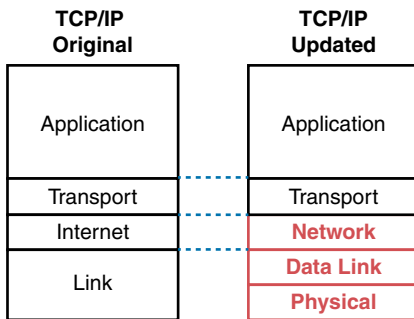 TCP/IP
Original
TCP/IP
Updated
Application
Transport
Internet
Link
Application
Transport
Network
Data Link
Physical